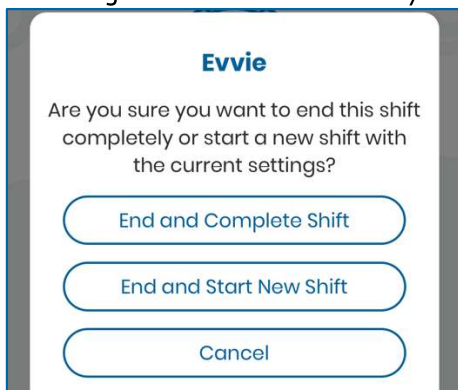 Evvie
Are you sure you want to end this shift
completely or start a new shift with
the current settings?
End and Complete Shift
End and Start New Shift
Cancel